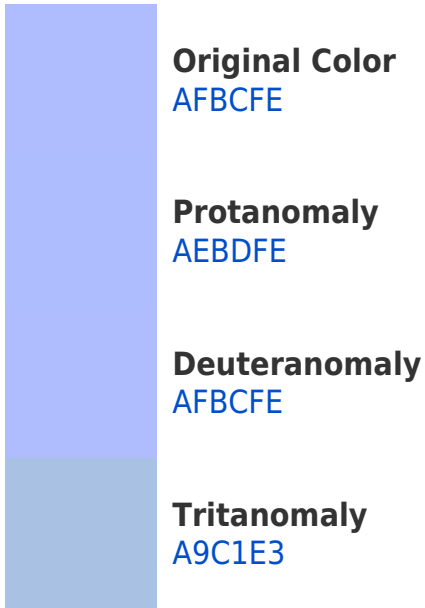 Original Color
AFBCFE
Protanomaly
AEBDFE
Deuteranomaly
AFBCFE
Tritanomaly
A9C1E3